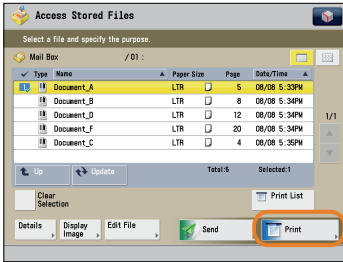 Access Stored Files
Select a file and specify the purpose.
Mail Box /01 :
✓ Type Name ▲ Paper Size Page Date/Time ▲
1 Document_A LTR 5 08/08 5:33PM
Document_B LTR 8 08/08 5:34PM
Document_D LTR 12 08/08 5:34PM
Document_F LTR 20 08/08 5:34PM
Document_C LTR 4 08/08 5:35PM
1/1
Up Update Total:5 Selected:1
Clear Selection Print List
Details Display Image Edit File Send Print